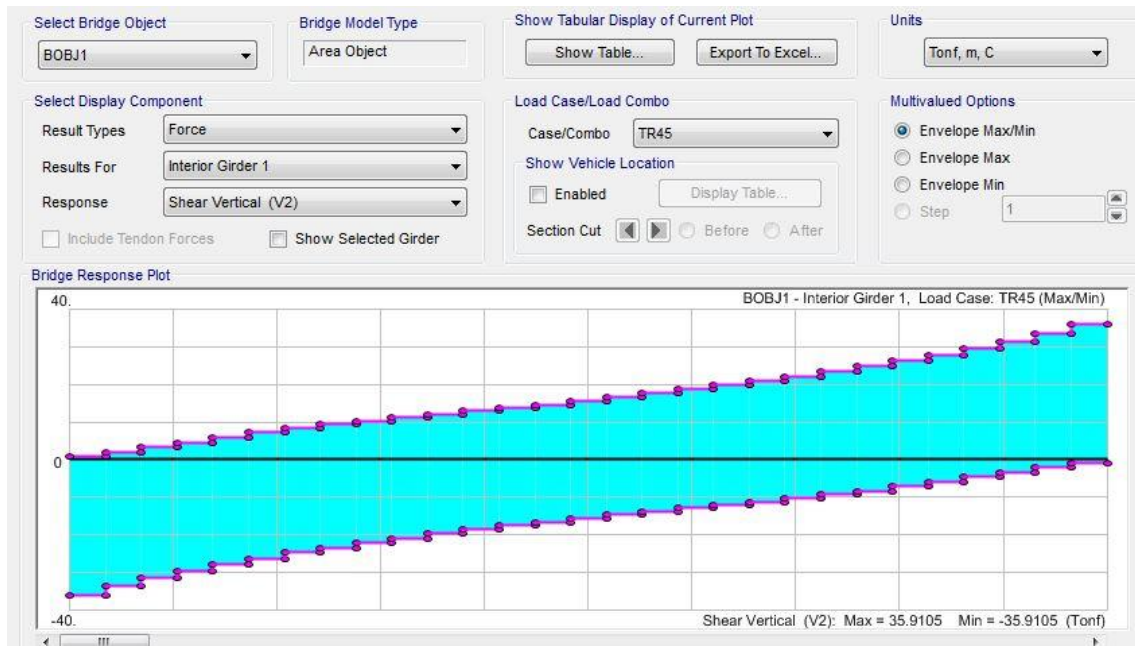 Select Bridge Object
Bridge Model Type
Show Tabular Display of Current Plot
Units
BOBJ1
Area Object
Show Table...
Export To Excel...
Tonf, m, C
Select Display Component
Load Case/Load Combo
Multivalued Options
Result Types
Force
Case/Combo
TR45
Envelope Max/Min
Results For
Interior Girder 1
Show Vehicle Location
Envelope Max
Response
Shear Vertical (V2)
Enabled
Display Table...
Envelope Min
Step
1
Include Tendon Forces
Show Selected Girder
Section Cut
Before
After
Bridge Response Plot
40.
BOBJ1 - Interior Girder 1, Load Case: TR45 (Max/Min)
0
-40.
Shear Vertical (V2): Max = 35.9105 Min = -35.9105 (Tonf)